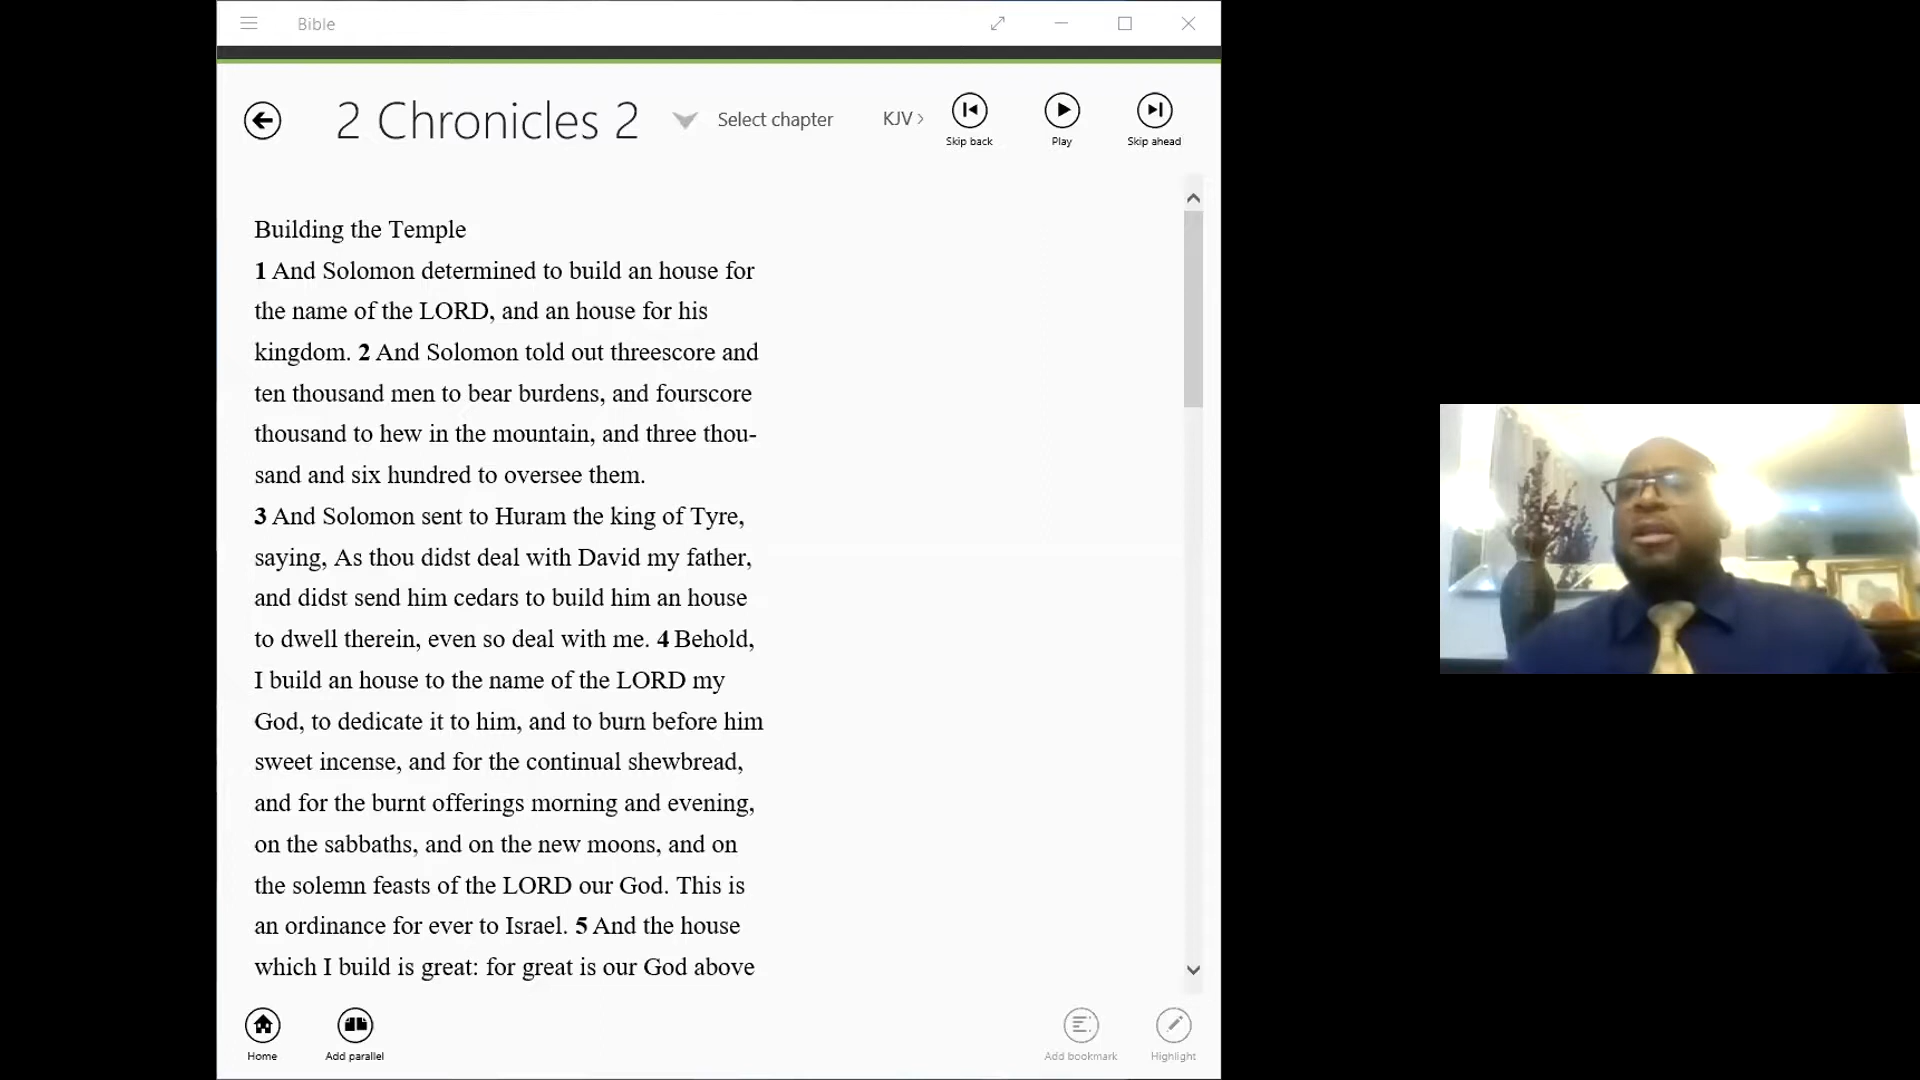 Bible
2 Chronicles 2
Select chapter
KJV
Skip back
Play
Skip ahead
Building the Temple
1 And Solomon determined to build an house for
the name of the LORD, and an house for his
kingdom. 2 And Solomon told out threescore and
ten thousand men to bear burdens, and fourscore
thousand to hew in the mountain, and three thou-
sand and six hundred to oversee them.
3 And Solomon sent to Huram the king of Tyre,
saying, As thou didst deal with David my father,
and didst send him cedars to build him an house
to dwell therein, even so deal with me. 4 Behold,
I build an house to the name of the LORD my
God, to dedicate it to him, and to burn before him
sweet incense, and for the continual shewbread,
and for the burnt offerings morning and evening,
on the sabbaths, and on the new moons, and on
the solemn feasts of the LORD our God. This is
an ordinance for ever to Israel. 5 And the house
which I build is great: for great is our God above
Home
Add parallel
Add bookmark
Highlight